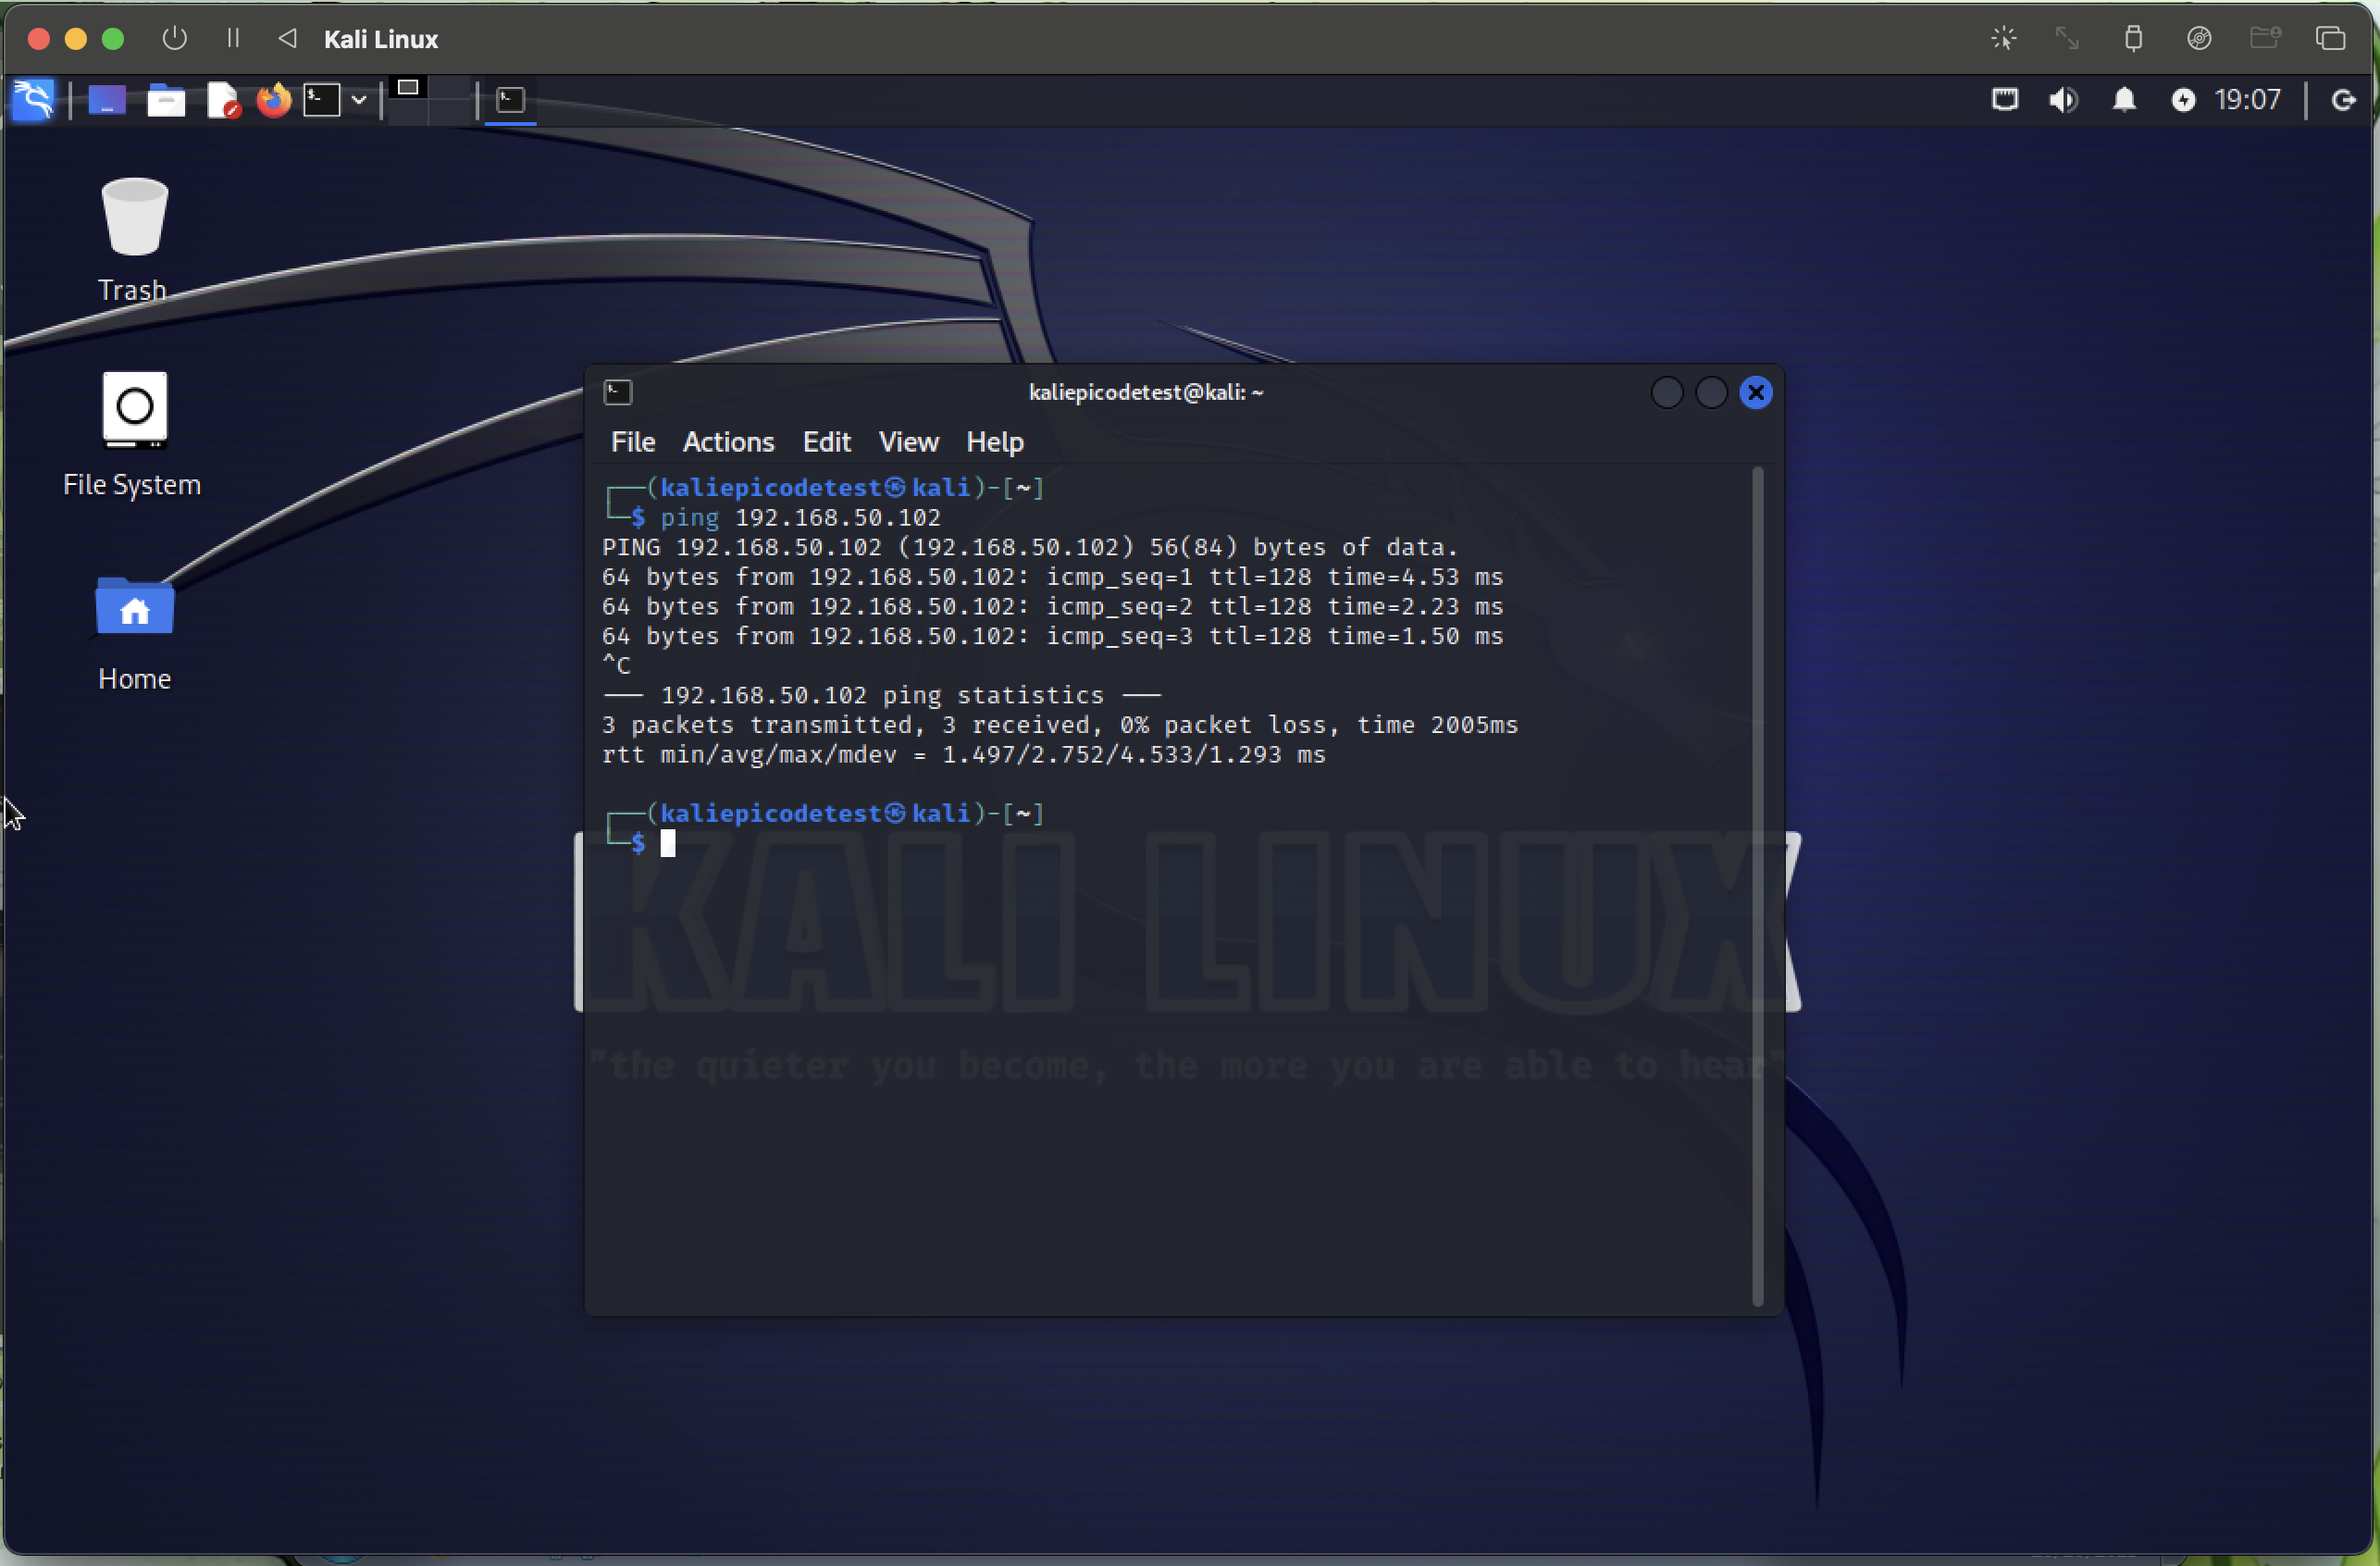 Kali Linux
19:07
Trash
File System
Home
kaliepicodetest@kali: ~
File Actions Edit View Help
┌──(kaliepicodetest㉿kali)-[~]
└─$ ping 192.168.50.102
PING 192.168.50.102 (192.168.50.102) 56(84) bytes of data.
64 bytes from 192.168.50.102: icmp_seq=1 ttl=128 time=4.53 ms
64 bytes from 192.168.50.102: icmp_seq=2 ttl=128 time=2.23 ms
64 bytes from 192.168.50.102: icmp_seq=3 ttl=128 time=1.50 ms
^C
--- 192.168.50.102 ping statistics ---
3 packets transmitted, 3 received, 0% packet loss, time 2005ms
rtt min/avg/max/mdev = 1.497/2.752/4.533/1.293 ms
┌──(kaliepicodetest㉿kali)-[~]
└─$
KALI LINUX
"the quieter you become, the more you are able to hear"